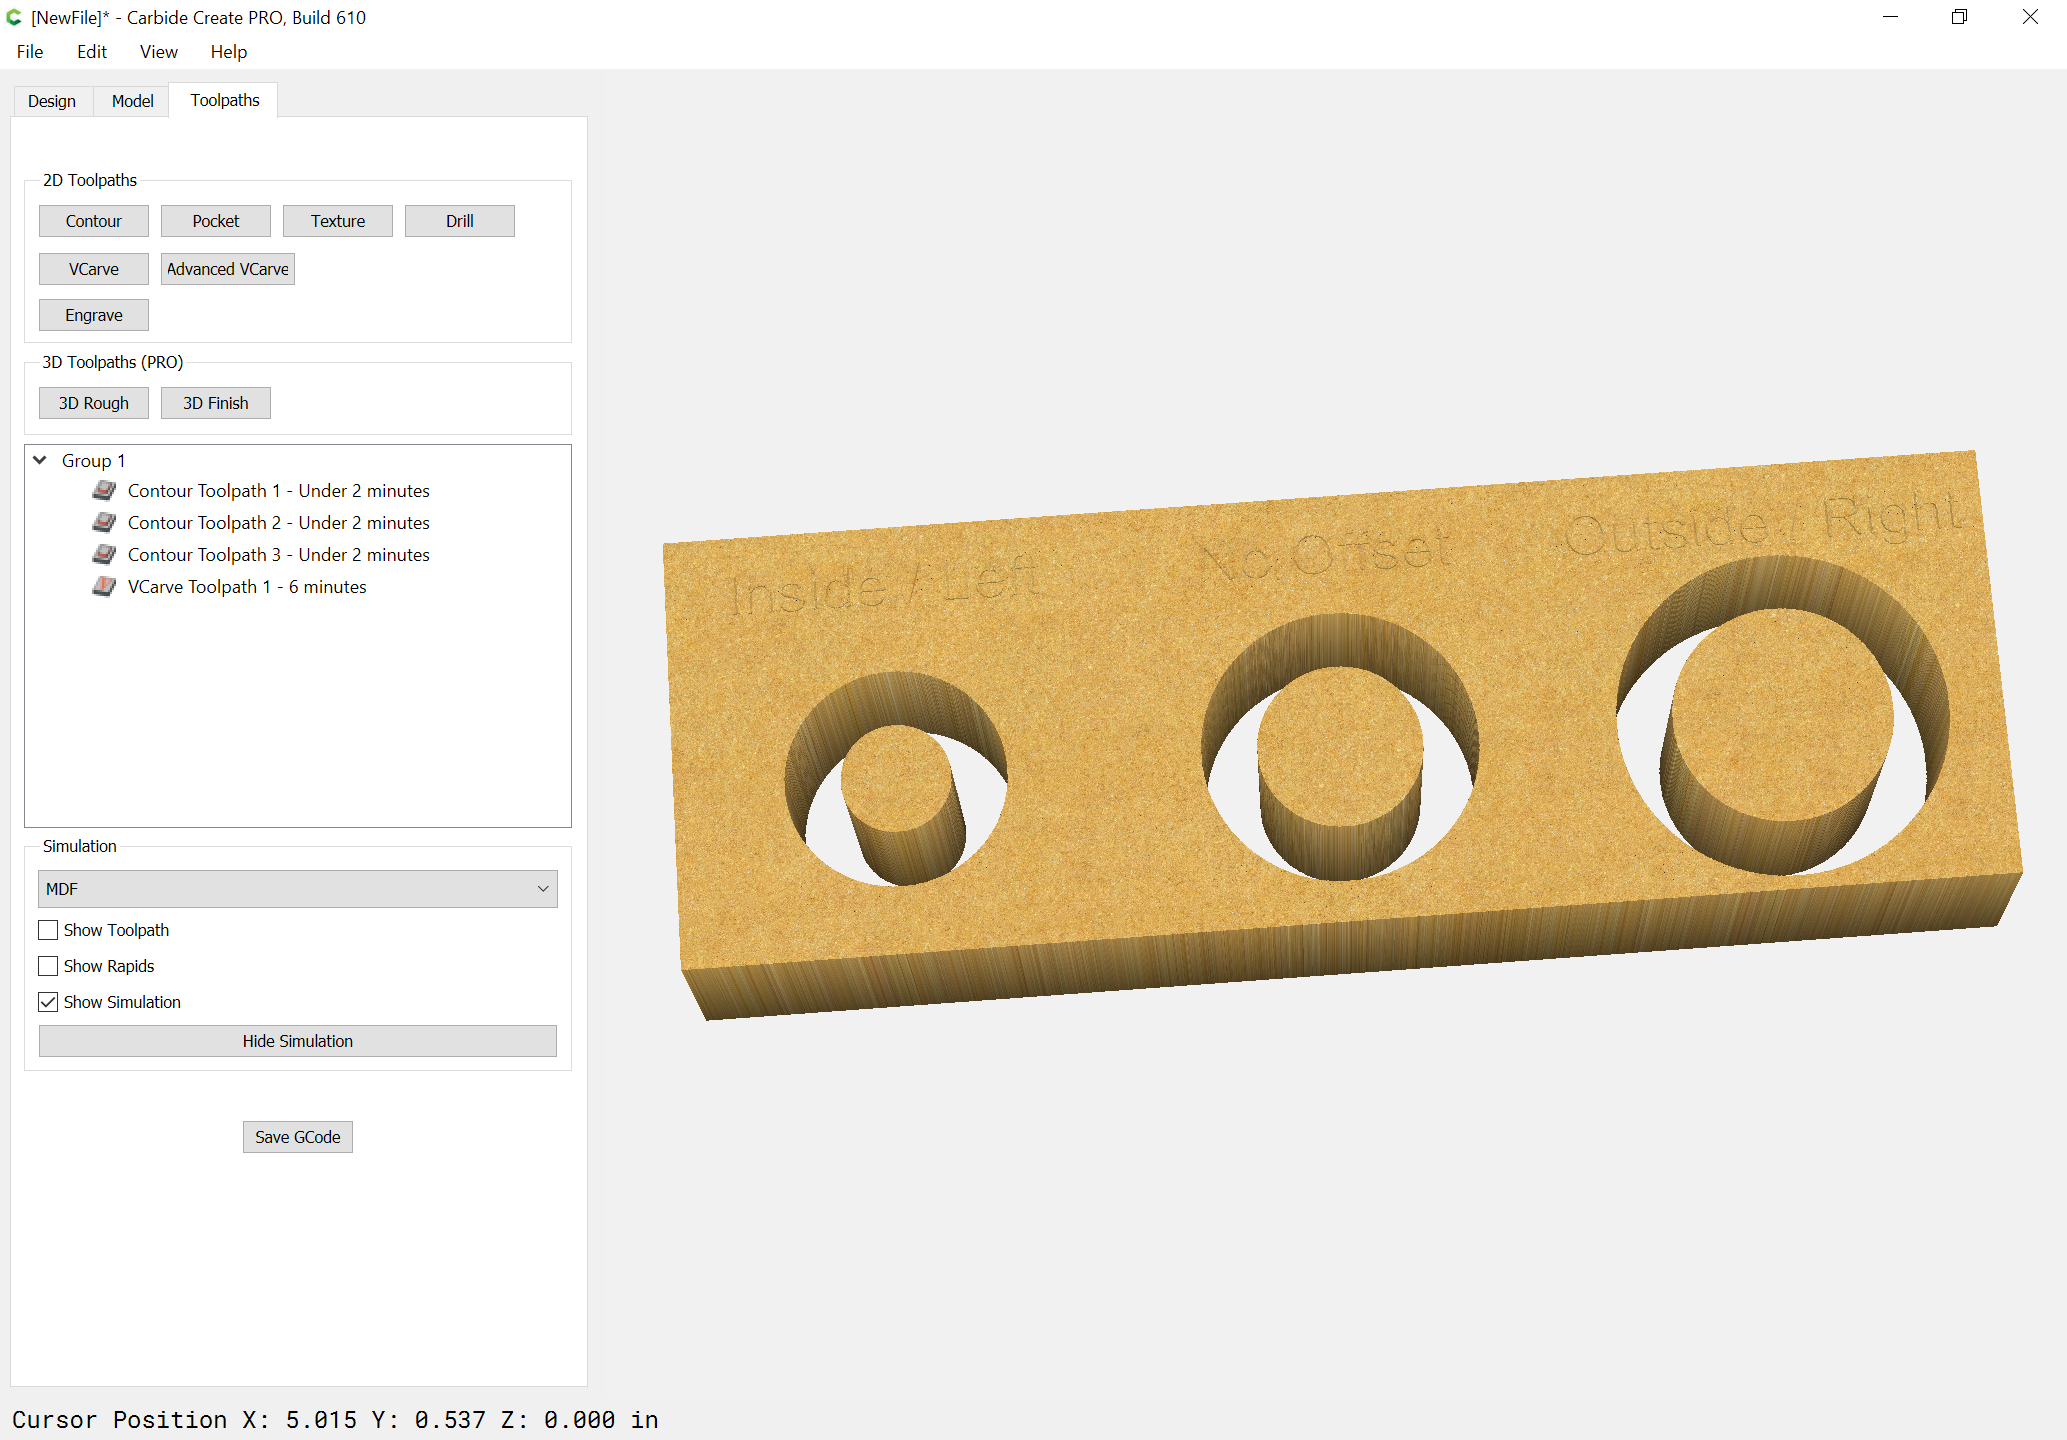 [NewFile]* - Carbide Create PRO, Build 610
File Edit View Help
Design Model Toolpaths
2D Toolpaths
Contour Pocket Texture Drill
VCarve Advanced VCarve
Engrave
3D Toolpaths (PRO)
3D Rough 3D Finish
Group 1
Contour Toolpath 1 - Under 2 minutes
Contour Toolpath 2 - Under 2 minutes
Contour Toolpath 3 - Under 2 minutes
VCarve Toolpath 1 - 6 minutes
Simulation
MDF
Show Toolpath
Show Rapids
Show Simulation
Hide Simulation
Save GCode
Inside / Left
No Offset
Outside / Right
Cursor Position X: 5.015 Y: 0.537 Z: 0.000 in